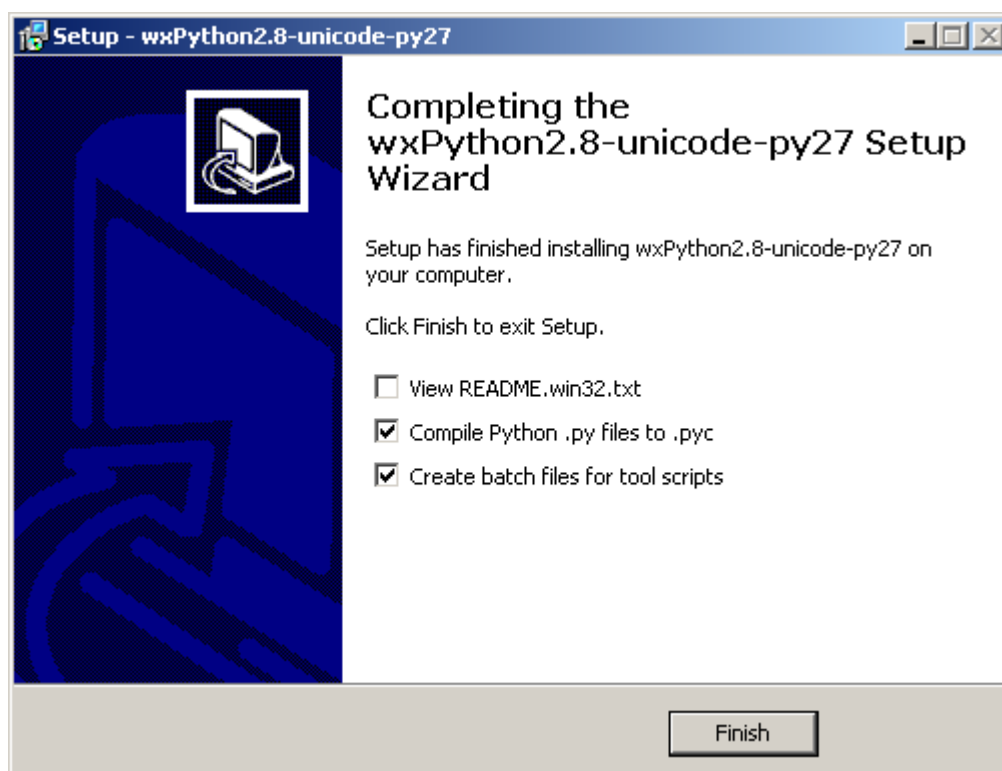 Setup - wxPython2.8-unicode-py27
Completing the
wxPython2.8-unicode-py27 Setup
Wizard
Setup has finished installing wxPython2.8-unicode-py27 on
your computer.
Click Finish to exit Setup.
View README.win32.txt
Compile Python .py files to .pyc
Create batch files for tool scripts
Finish